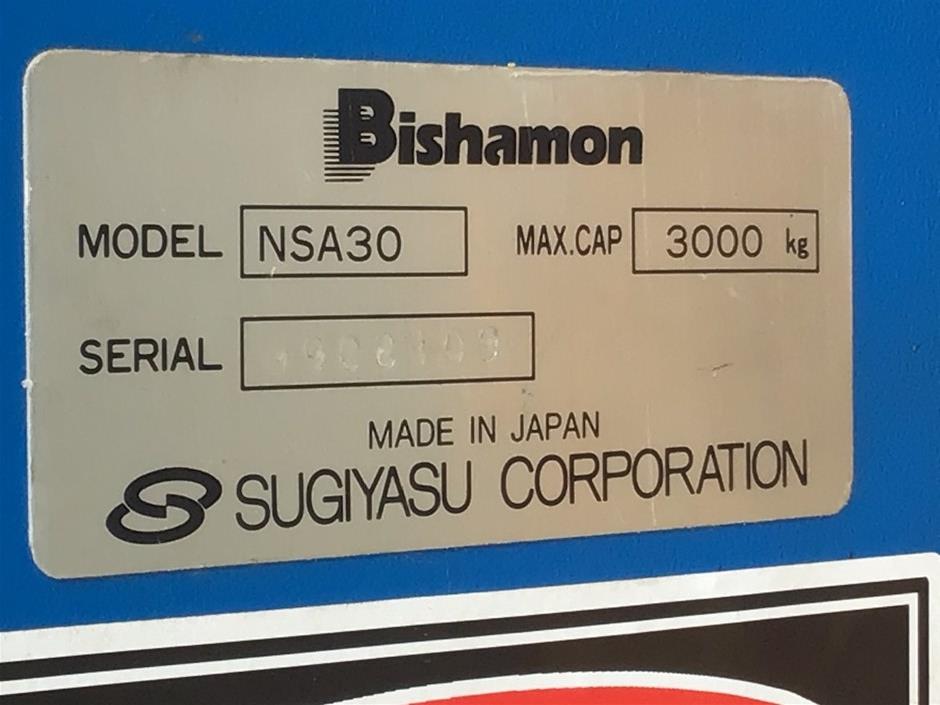 Bishamon
MODEL NSA30 MAX.CAP 3000 kg
SERIAL
MADE IN JAPAN
SUGIYASU CORPORATION